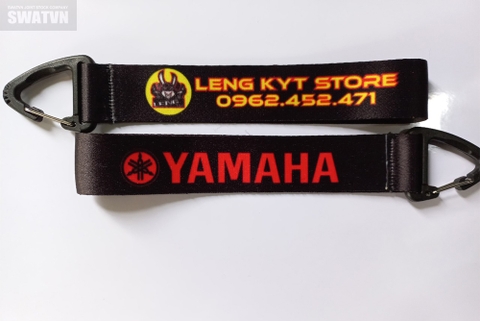 SWATVN
LENG KYT STORE
0962.452.471
YAMAHA